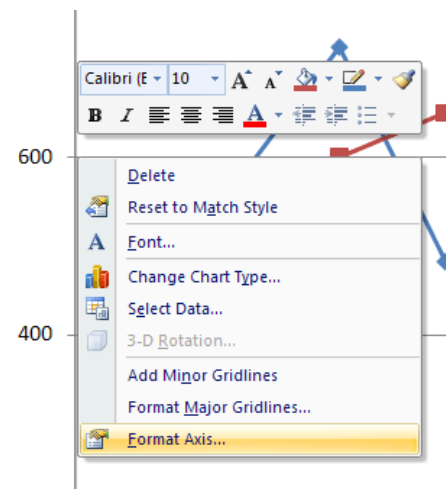 Calibri (E 10 A A
B I A
600
Delete
Reset to Match Style
A Font...
Change Chart Type...
Select Data...
3-D Rotation...
400
Add Minor Gridlines
Format Major Gridlines...
Format Axis...